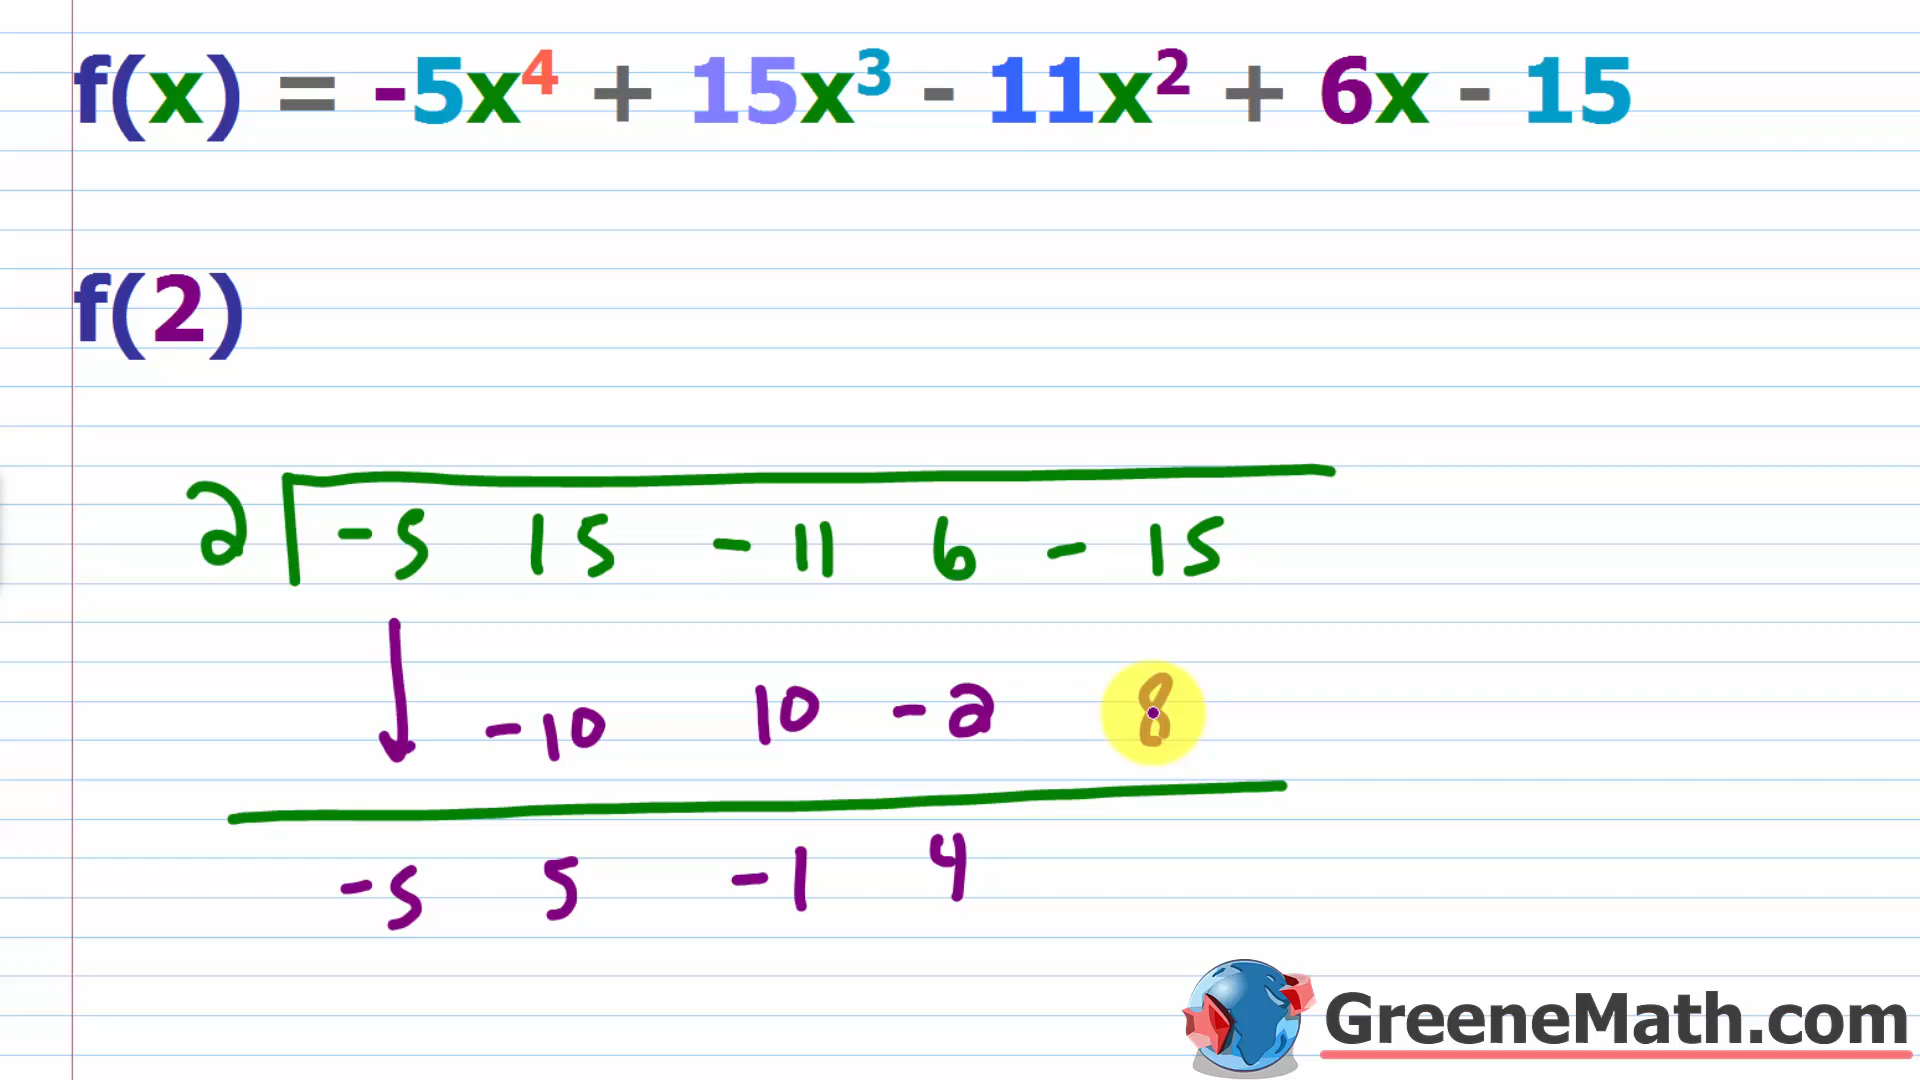 f(x) = -5x⁴ + 15x³ - 11x² + 6x - 15
f(2)
2 -5 15 -11 6 -15
-10 10 -2 8
-5 5 -1 4
GreeneMath.com